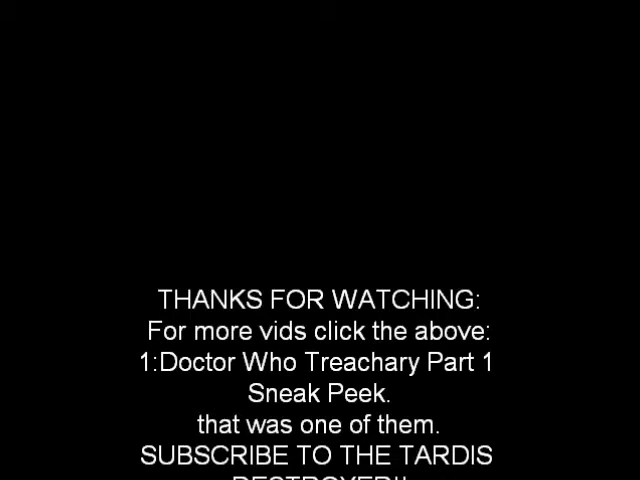 THANKS FOR WATCHING:
For more vids click the above:
1:Doctor Who Treachary Part 1
Sneak Peek.
that was one of them.
SUBSCRIBE TO THE TARDIS
DESTROYER!!